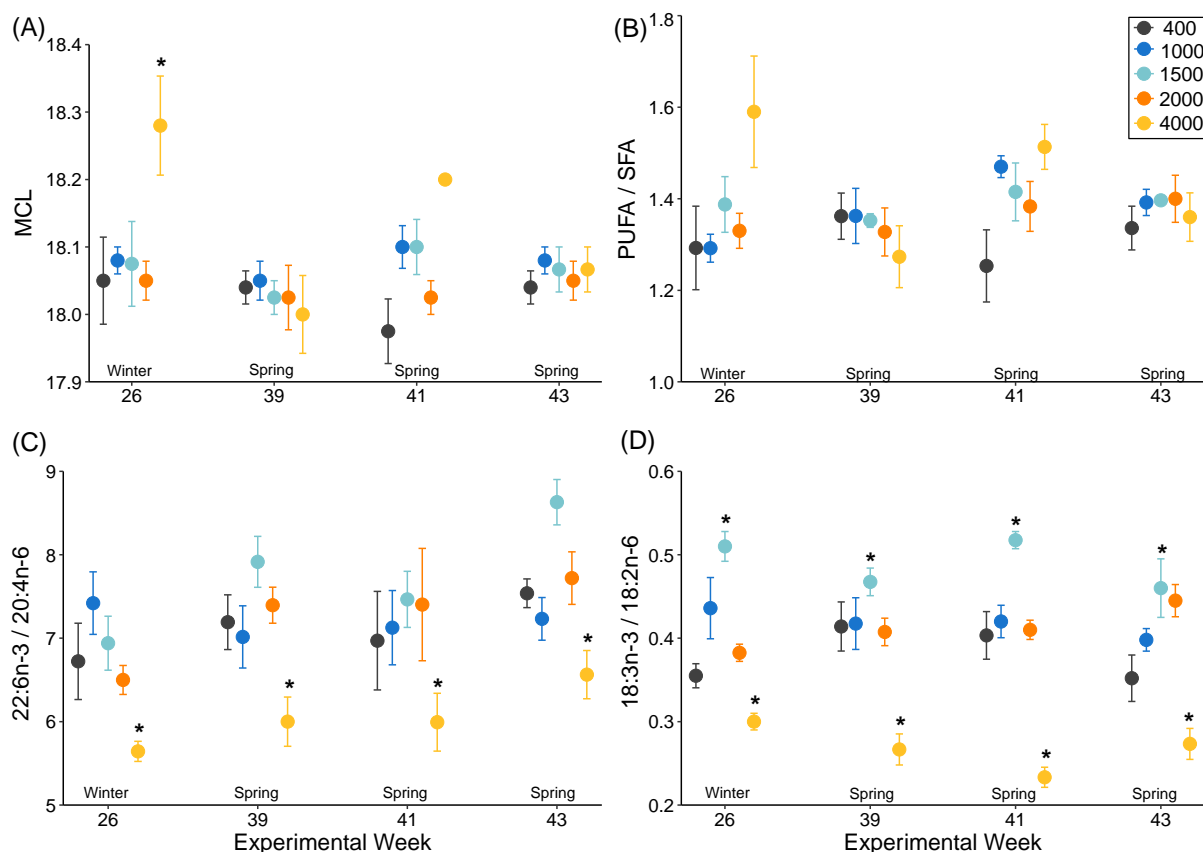 (A)
MCL
18.4
18.3
18.2
18.1
18.0
17.9
*
Winter
Spring
Spring
Spring
26
39
41
43
(B)
PUFA / SFA
1.8
1.6
1.4
1.2
1.0
400
1000
1500
2000
4000
Winter
Spring
Spring
Spring
26
39
41
43
(C)
22:6n-3 / 20:4n-6
9
8
7
6
5
*
*
*
*
Winter
Spring
Spring
Spring
26
39
41
43
Experimental Week
(D)
18:3n-3 / 18:2n-6
0.6
0.5
0.4
0.3
0.2
*
*
*
*
*
*
*
*
Winter
Spring
Spring
Spring
26
39
41
43
Experimental Week